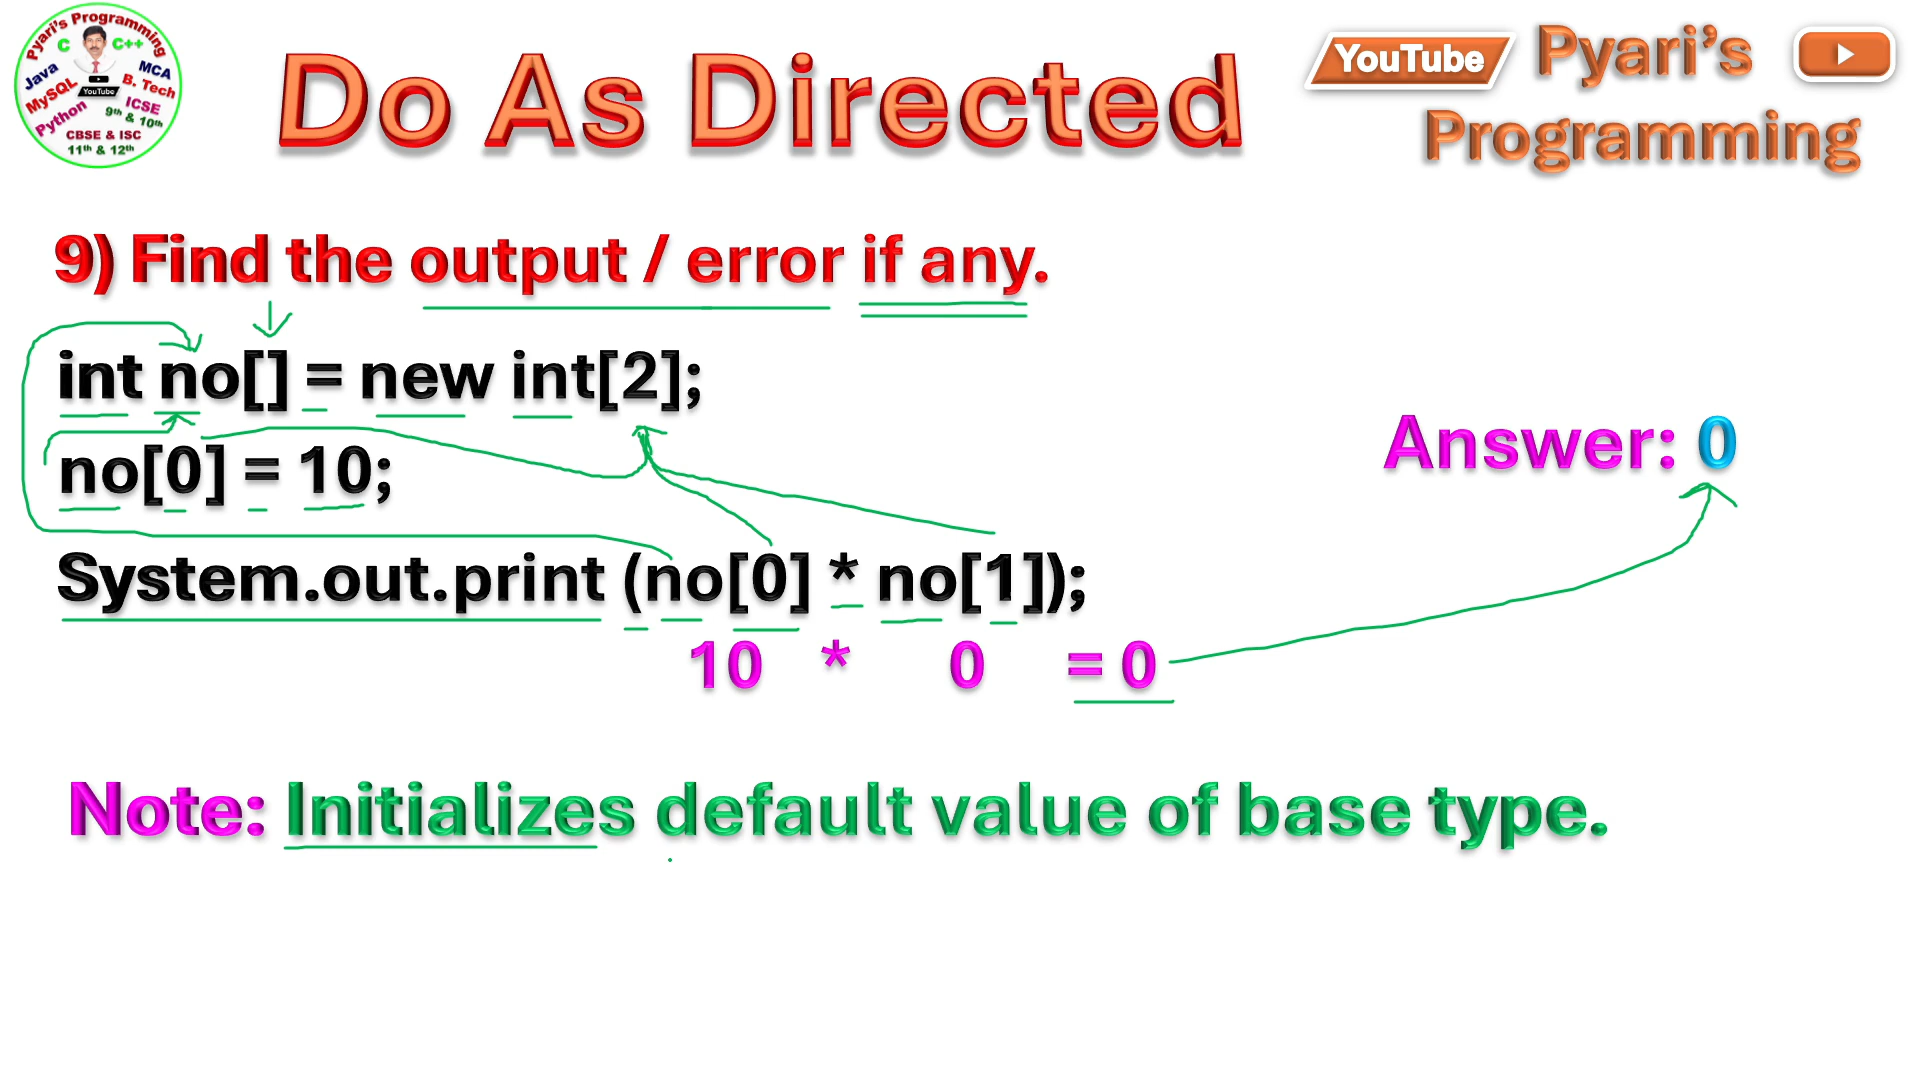 Pyari's Programming
C
C++
Java
MCA
MySQL
YouTube
B. Tech
Python
ICSE
9th & 10th
CBSE & ISC
11th & 12th
Do As Directed
YouTube
Pyari's
Programming
9) Find the output / error if any.
int no[] = new int[2];
no[0] = 10;
System.out.print (no[0] * no[1]);
10 * 0 = 0
Answer: 0
Note: Initializes default value of base type.